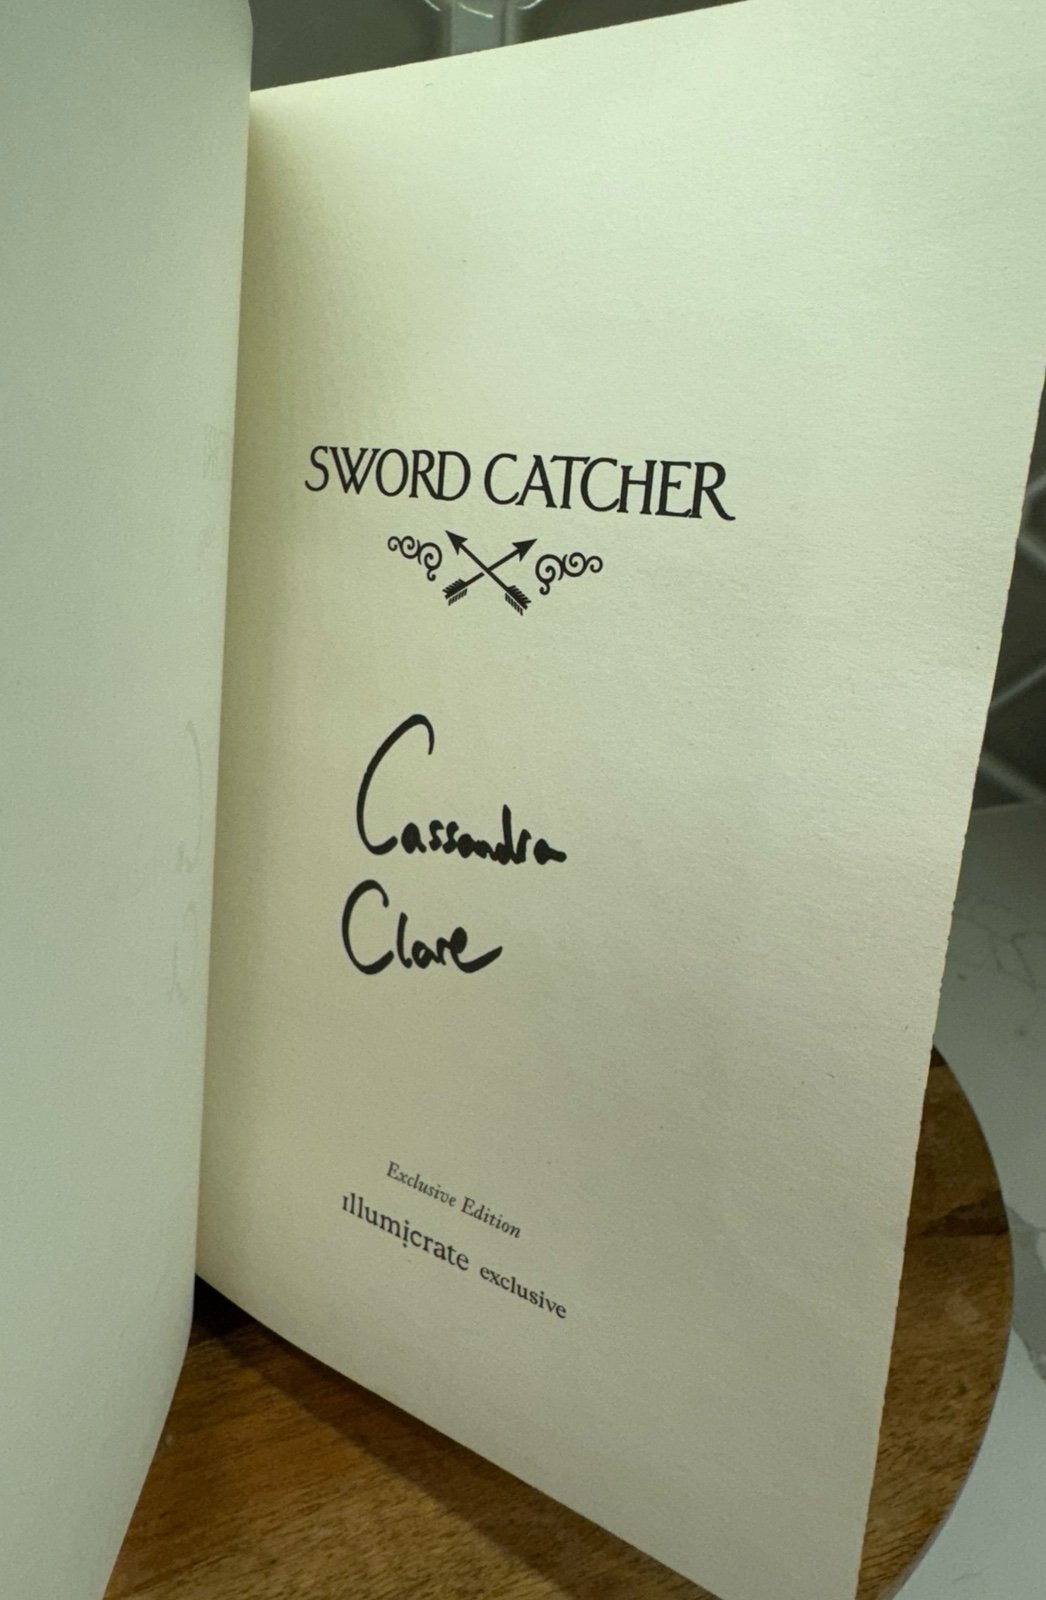 SWORD CATCHER
Cassandra
Clare
Exclusive Edition
illumicrate exclusive